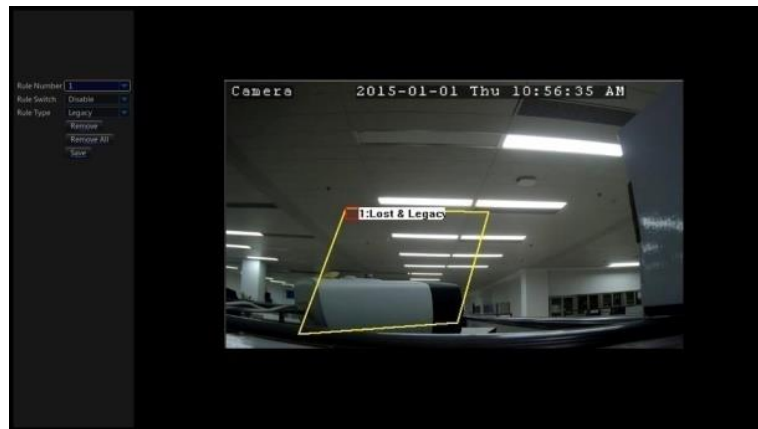 Rule Number 1
Rule Switch Disable
Rule Type Legacy
Remove
Remove All
Save
Camera 2015-01-01 Thu 10:56:35 AM
1:Lost & Legacy